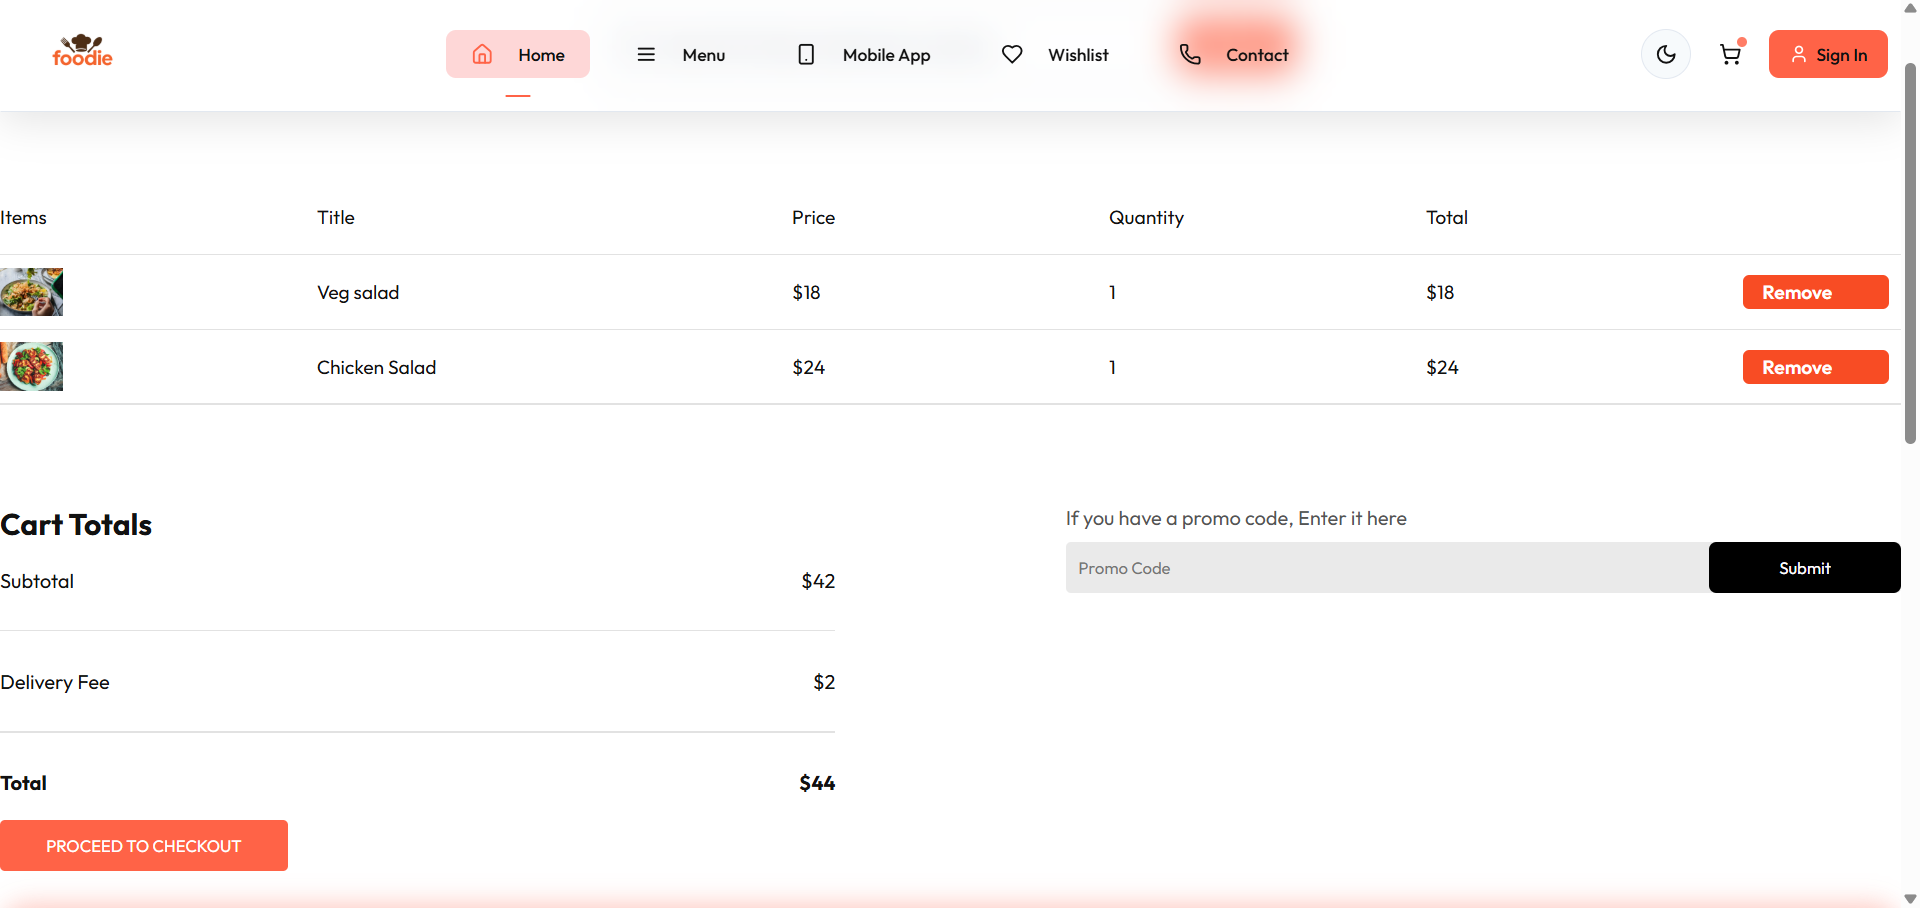 foodie
Home Menu Mobile App Wishlist Contact Sign In
Items Title Price Quantity Total
Veg salad $18 1 $18 Remove
Chicken Salad $24 1 $24 Remove
Cart Totals
Subtotal $42
Delivery Fee $2
Total $44
PROCEED TO CHECKOUT
If you have a promo code, Enter it here
Promo Code Submit